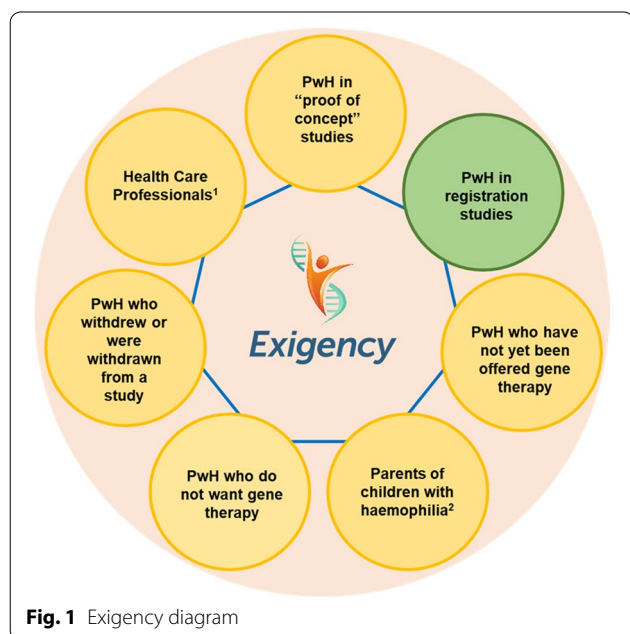 PwH in
“proof of
concept”
studies
Health Care
Professionals¹
PwH in
registration
studies
PwH who
withdrew or
were
withdrawn
from a
study
Exigency
PwH who have
not yet been
offered gene
therapy
PwH who do
not want gene
therapy
Parents of
children with
haemophilia²
Fig. 1 Exigency diagram